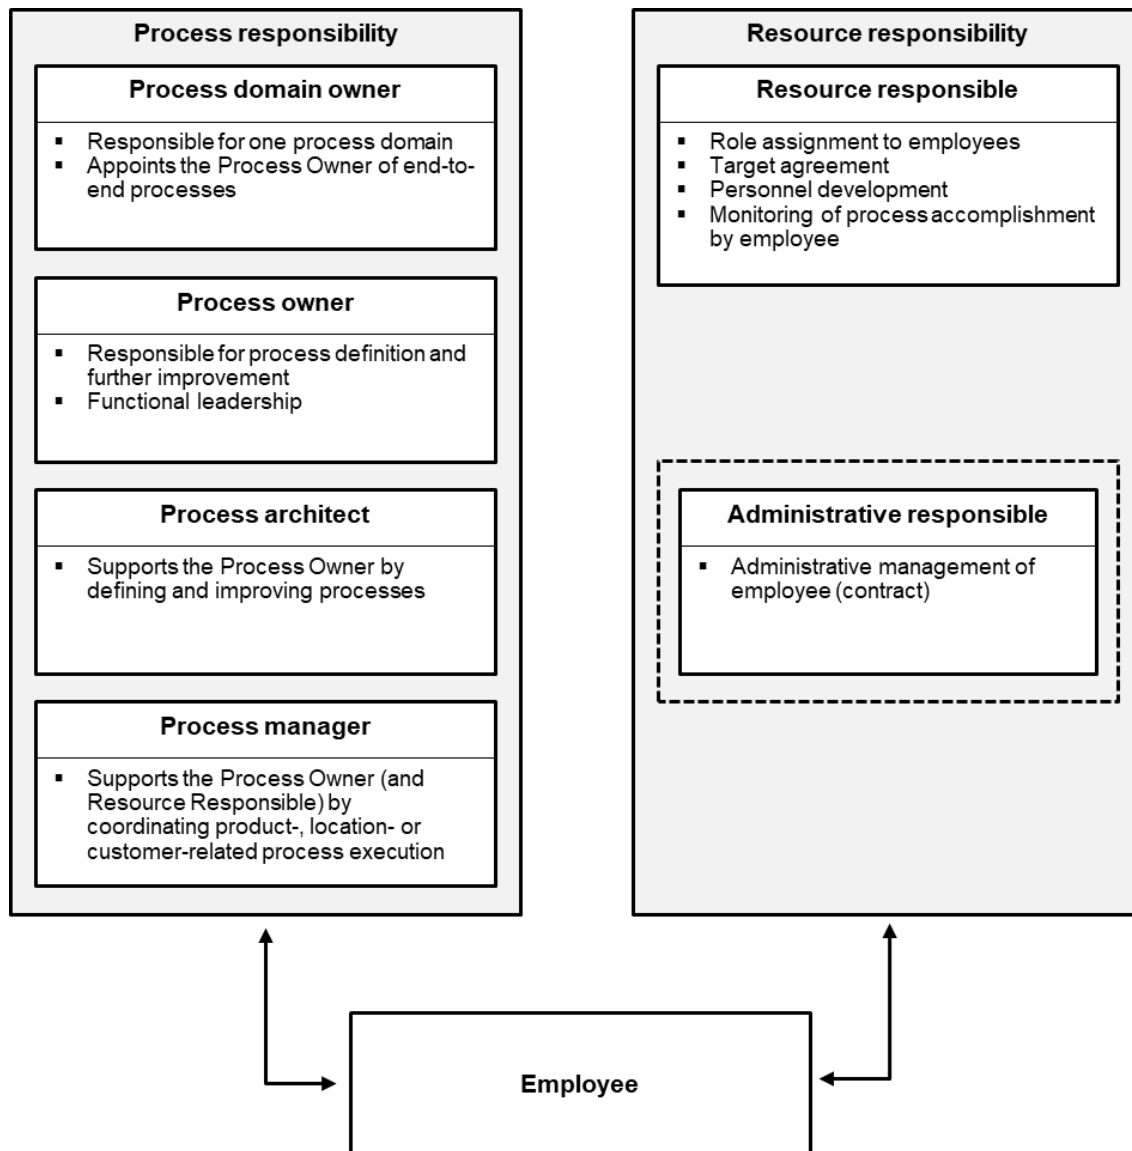 Process responsibility
Process domain owner
▪ Responsible for one process domain
▪ Appoints the Process Owner of end-to-
end processes
Process owner
▪ Responsible for process definition and
further improvement
▪ Functional leadership
Process architect
▪ Supports the Process Owner by
defining and improving processes
Process manager
▪ Supports the Process Owner (and
Resource Responsible) by
coordinating product-, location- or
customer-related process execution
Resource responsibility
Resource responsible
▪ Role assignment to employees
▪ Target agreement
▪ Personnel development
▪ Monitoring of process accomplishment
by employee
Administrative responsible
▪ Administrative management of
employee (contract)
Employee